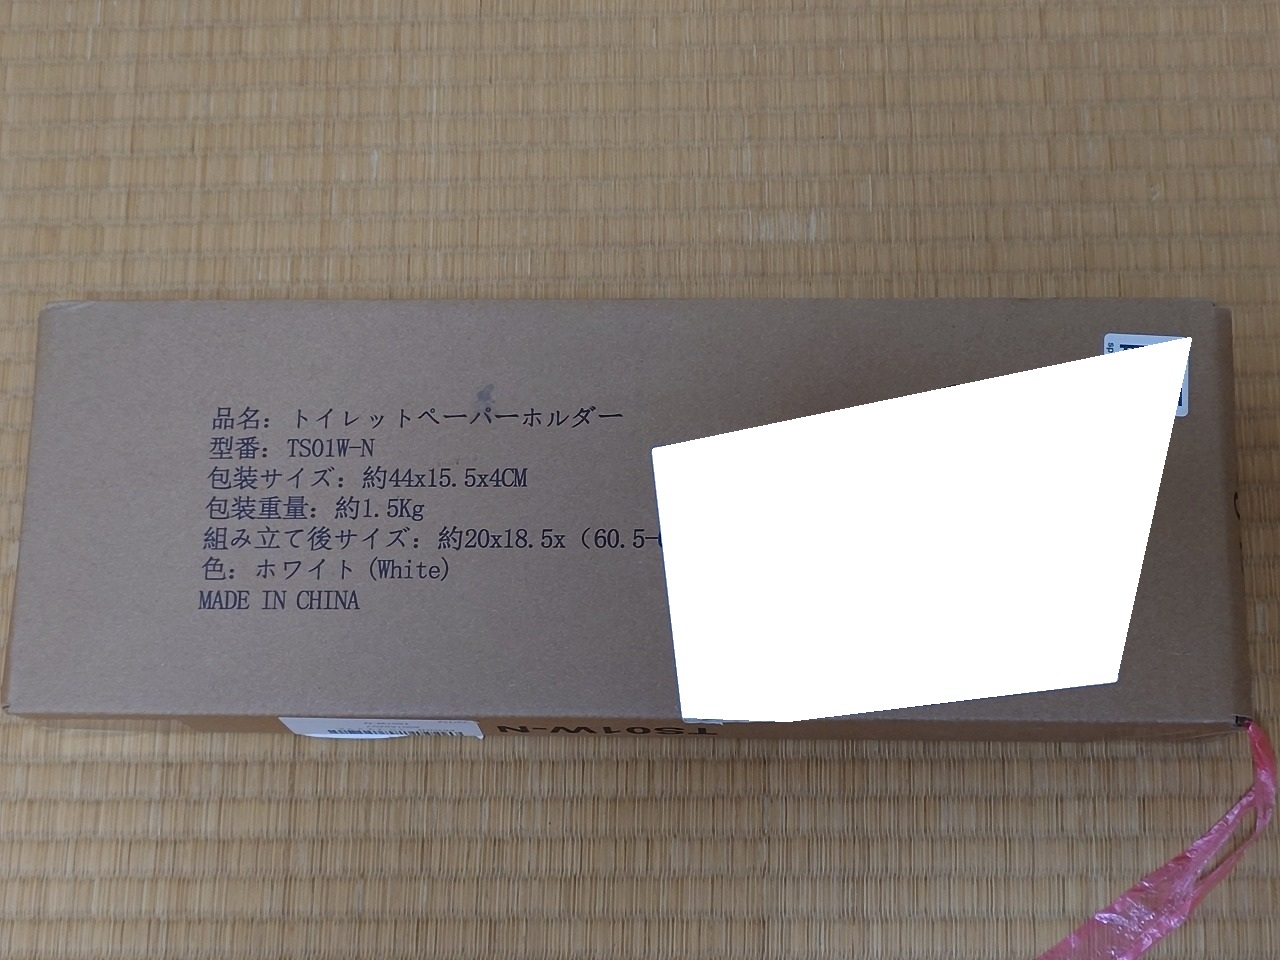 品名：トイレットペーパーホルダー
型番：TS01W-N
包装サイズ：約44x15.5x4CM
包装重量：約1.5Kg
組み立て後サイズ：約20x18.5x（60.5-
色：ホワイト(White)
MADE IN CHINA
TS01W-N